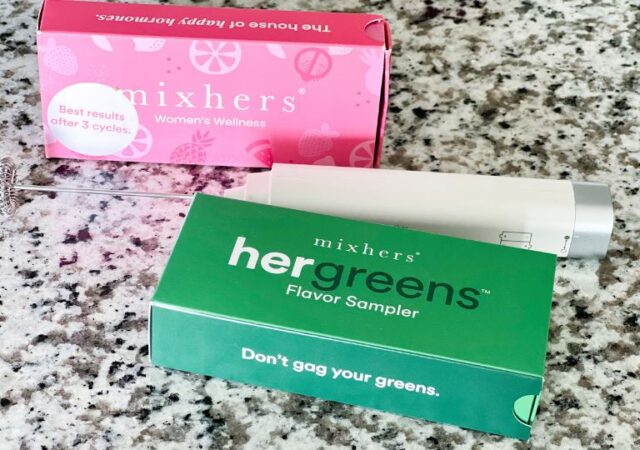 The house of happy hormones.
mixhers®
Women's Wellness
Best results
after 3 cycles.
mixhers®
hergreens™
Flavor Sampler
Don't gag your greens.